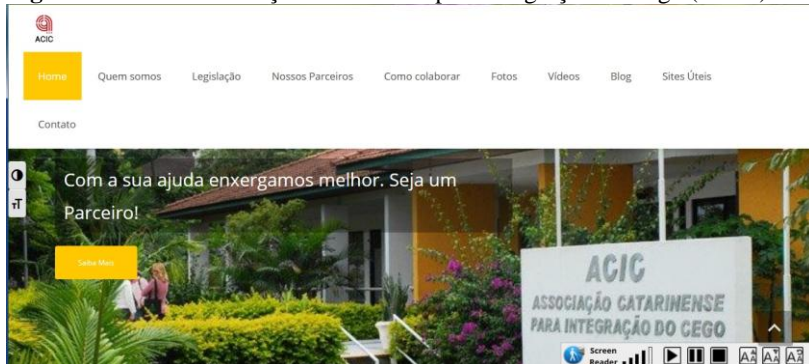 ACIC
Home Quem somos Legislação Nossos Parceiros Como colaborar Fotos Vídeos Blog Sites Úteis
Contato
Com a sua ajuda enxergamos melhor. Seja um
Parceiro!
Saiba Mais
ACIC
ASSOCIAÇÃO CATARINENSE
PARA INTEGRAÇÃO DO CEGO
Screen
Reader